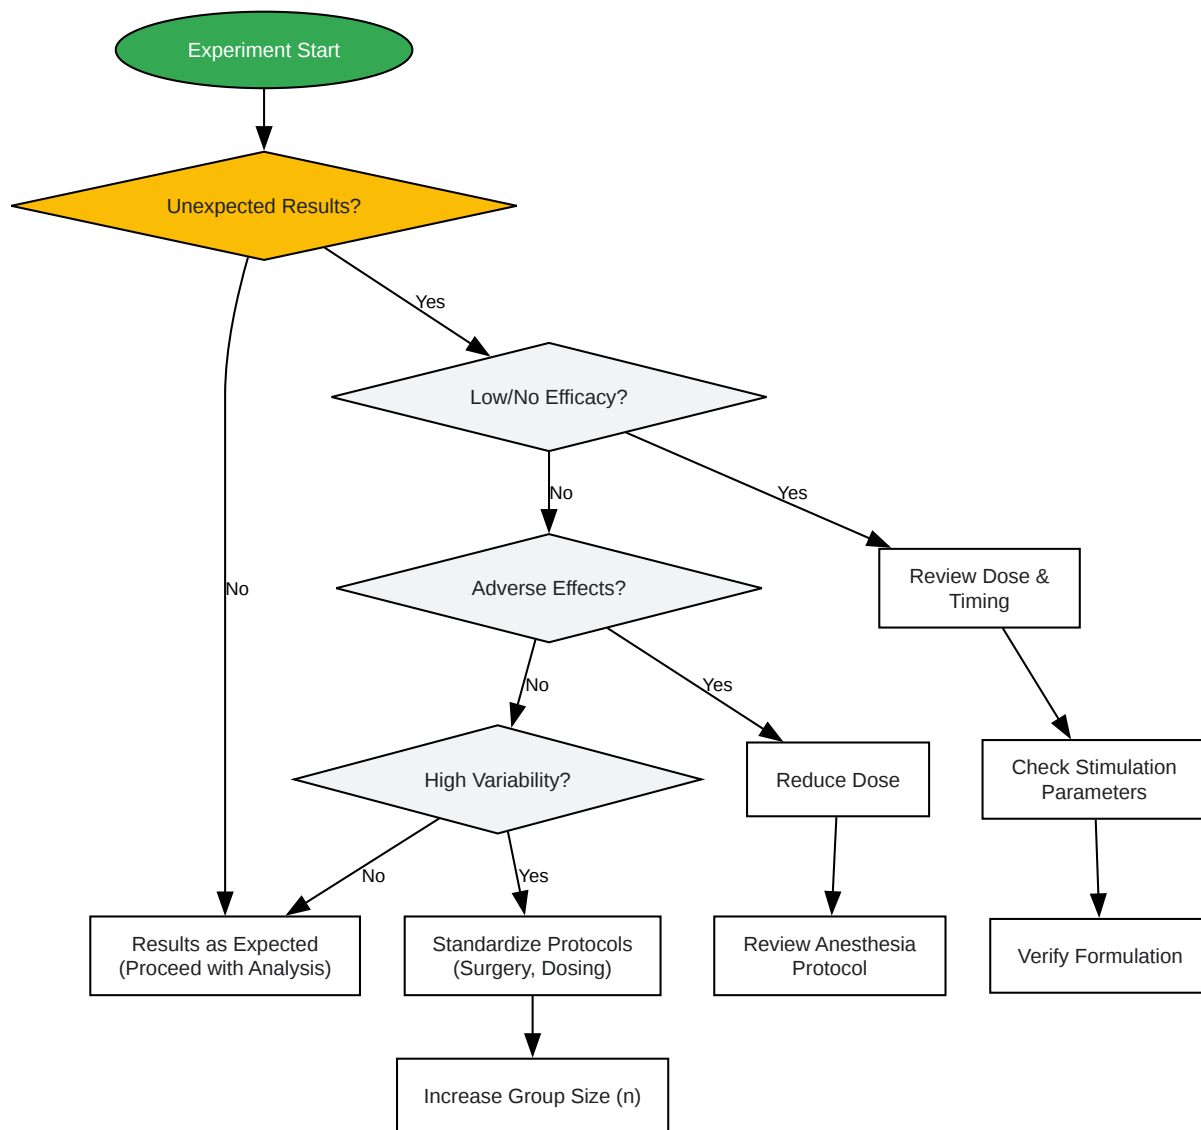 Experiment Start
Unexpected Results?
Yes
Low/No Efficacy?
No
Yes
No
Adverse Effects?
Review Dose &
Timing
No
Yes
High Variability?
Reduce Dose
Check Stimulation
Parameters
No
Yes
Results as Expected
(Proceed with Analysis)
Standardize Protocols
(Surgery, Dosing)
Review Anesthesia
Protocol
Verify Formulation
Increase Group Size (n)